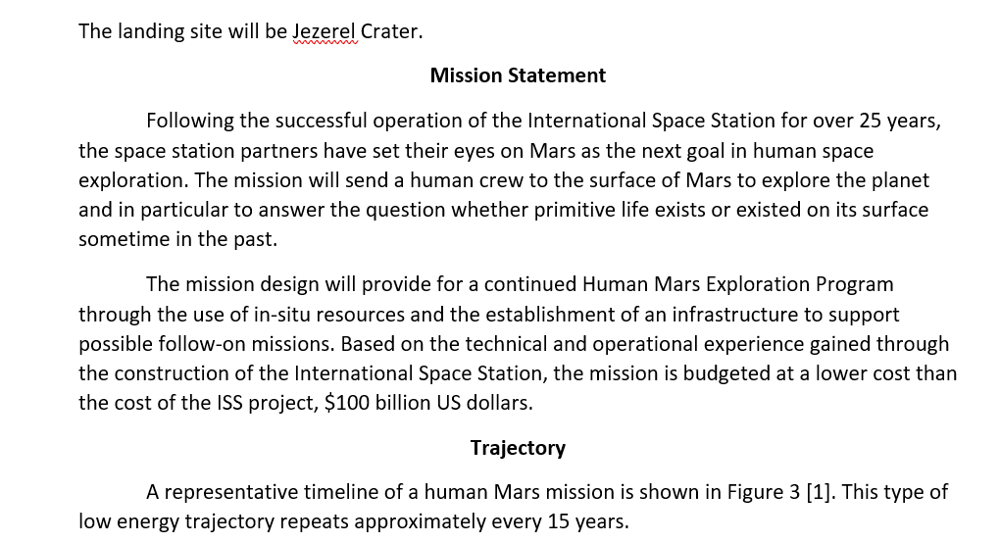 The landing site will be Jezerel Crater.
Mission Statement
Following the successful operation of the International Space Station for over 25 years,
the space station partners have set their eyes on Mars as the next goal in human space
exploration. The mission will send a human crew to the surface of Mars to explore the planet
and in particular to answer the question whether primitive life exists or existed on its surface
sometime in the past.
The mission design will provide for a continued Human Mars Exploration Program
through the use of in-situ resources and the establishment of an infrastructure to support
possible follow-on missions. Based on the technical and operational experience gained through
the construction of the International Space Station, the mission is budgeted at a lower cost than
the cost of the ISS project, $100 billion US dollars.
Trajectory
A representative timeline of a human Mars mission is shown in Figure 3 [1]. This type of
low energy trajectory repeats approximately every 15 years.